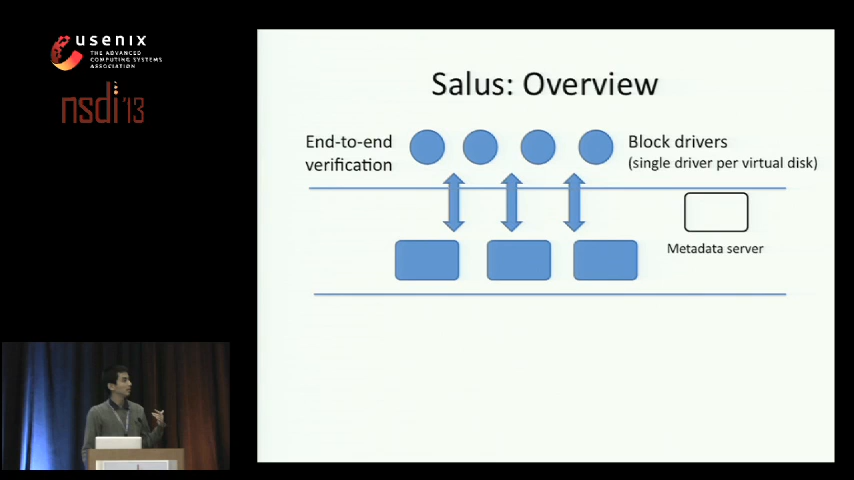 usenix
THE ADVANCED
COMPUTING SYSTEMS
ASSOCIATION
nsdi'13
Salus: Overview
End-to-end
verification
Block drivers
(single driver per virtual disk)
Metadata server